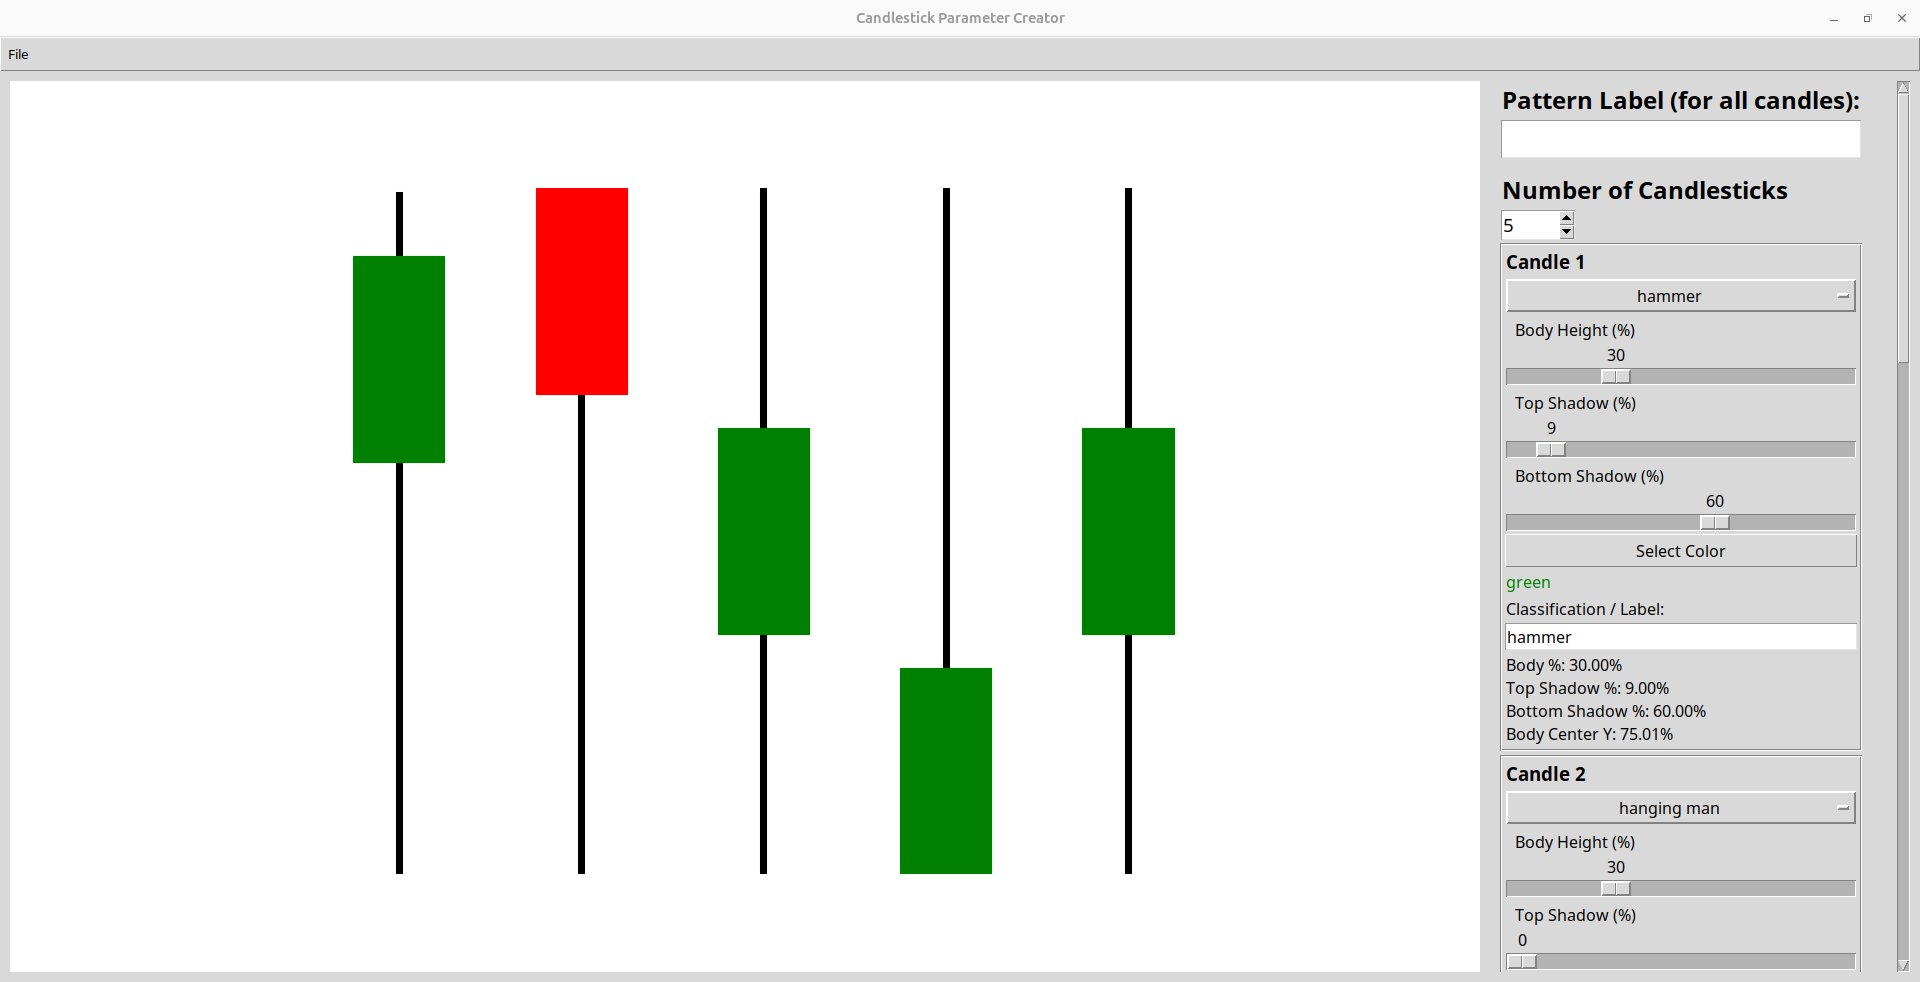 Candlestick Parameter Creator
File
Pattern Label (for all candles):
Number of Candlesticks
5
Candle 1
hammer
Body Height (%)
30
Top Shadow (%)
9
Bottom Shadow (%)
60
Select Color
green
Classification / Label:
hammer
Body %: 30.00%
Top Shadow %: 9.00%
Bottom Shadow %: 60.00%
Body Center Y: 75.01%
Candle 2
hanging man
Body Height (%)
30
Top Shadow (%)
0